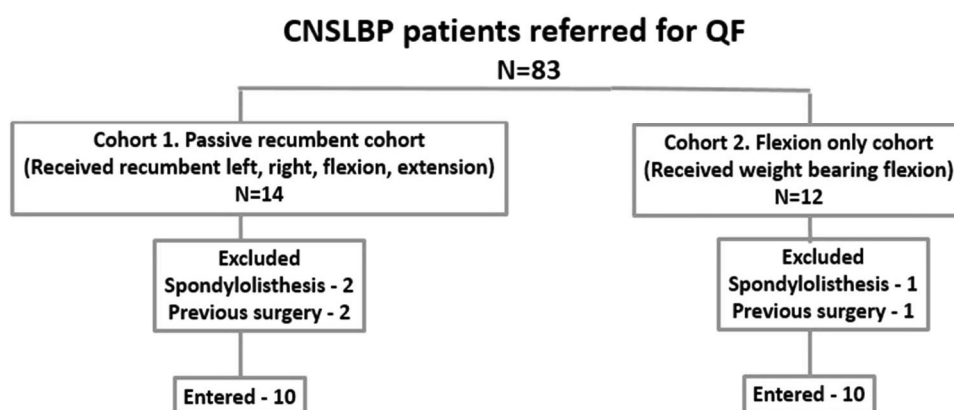 CNSLBP patients referred for QF
N=83
Cohort 1. Passive recumbent cohort
(Received recumbent left, right, flexion, extension)
N=14
Cohort 2. Flexion only cohort
(Received weight bearing flexion)
N=12
Excluded
Spondylolisthesis - 2
Previous surgery - 2
Excluded
Spondylolisthesis - 1
Previous surgery - 1
Entered - 10
Entered - 10